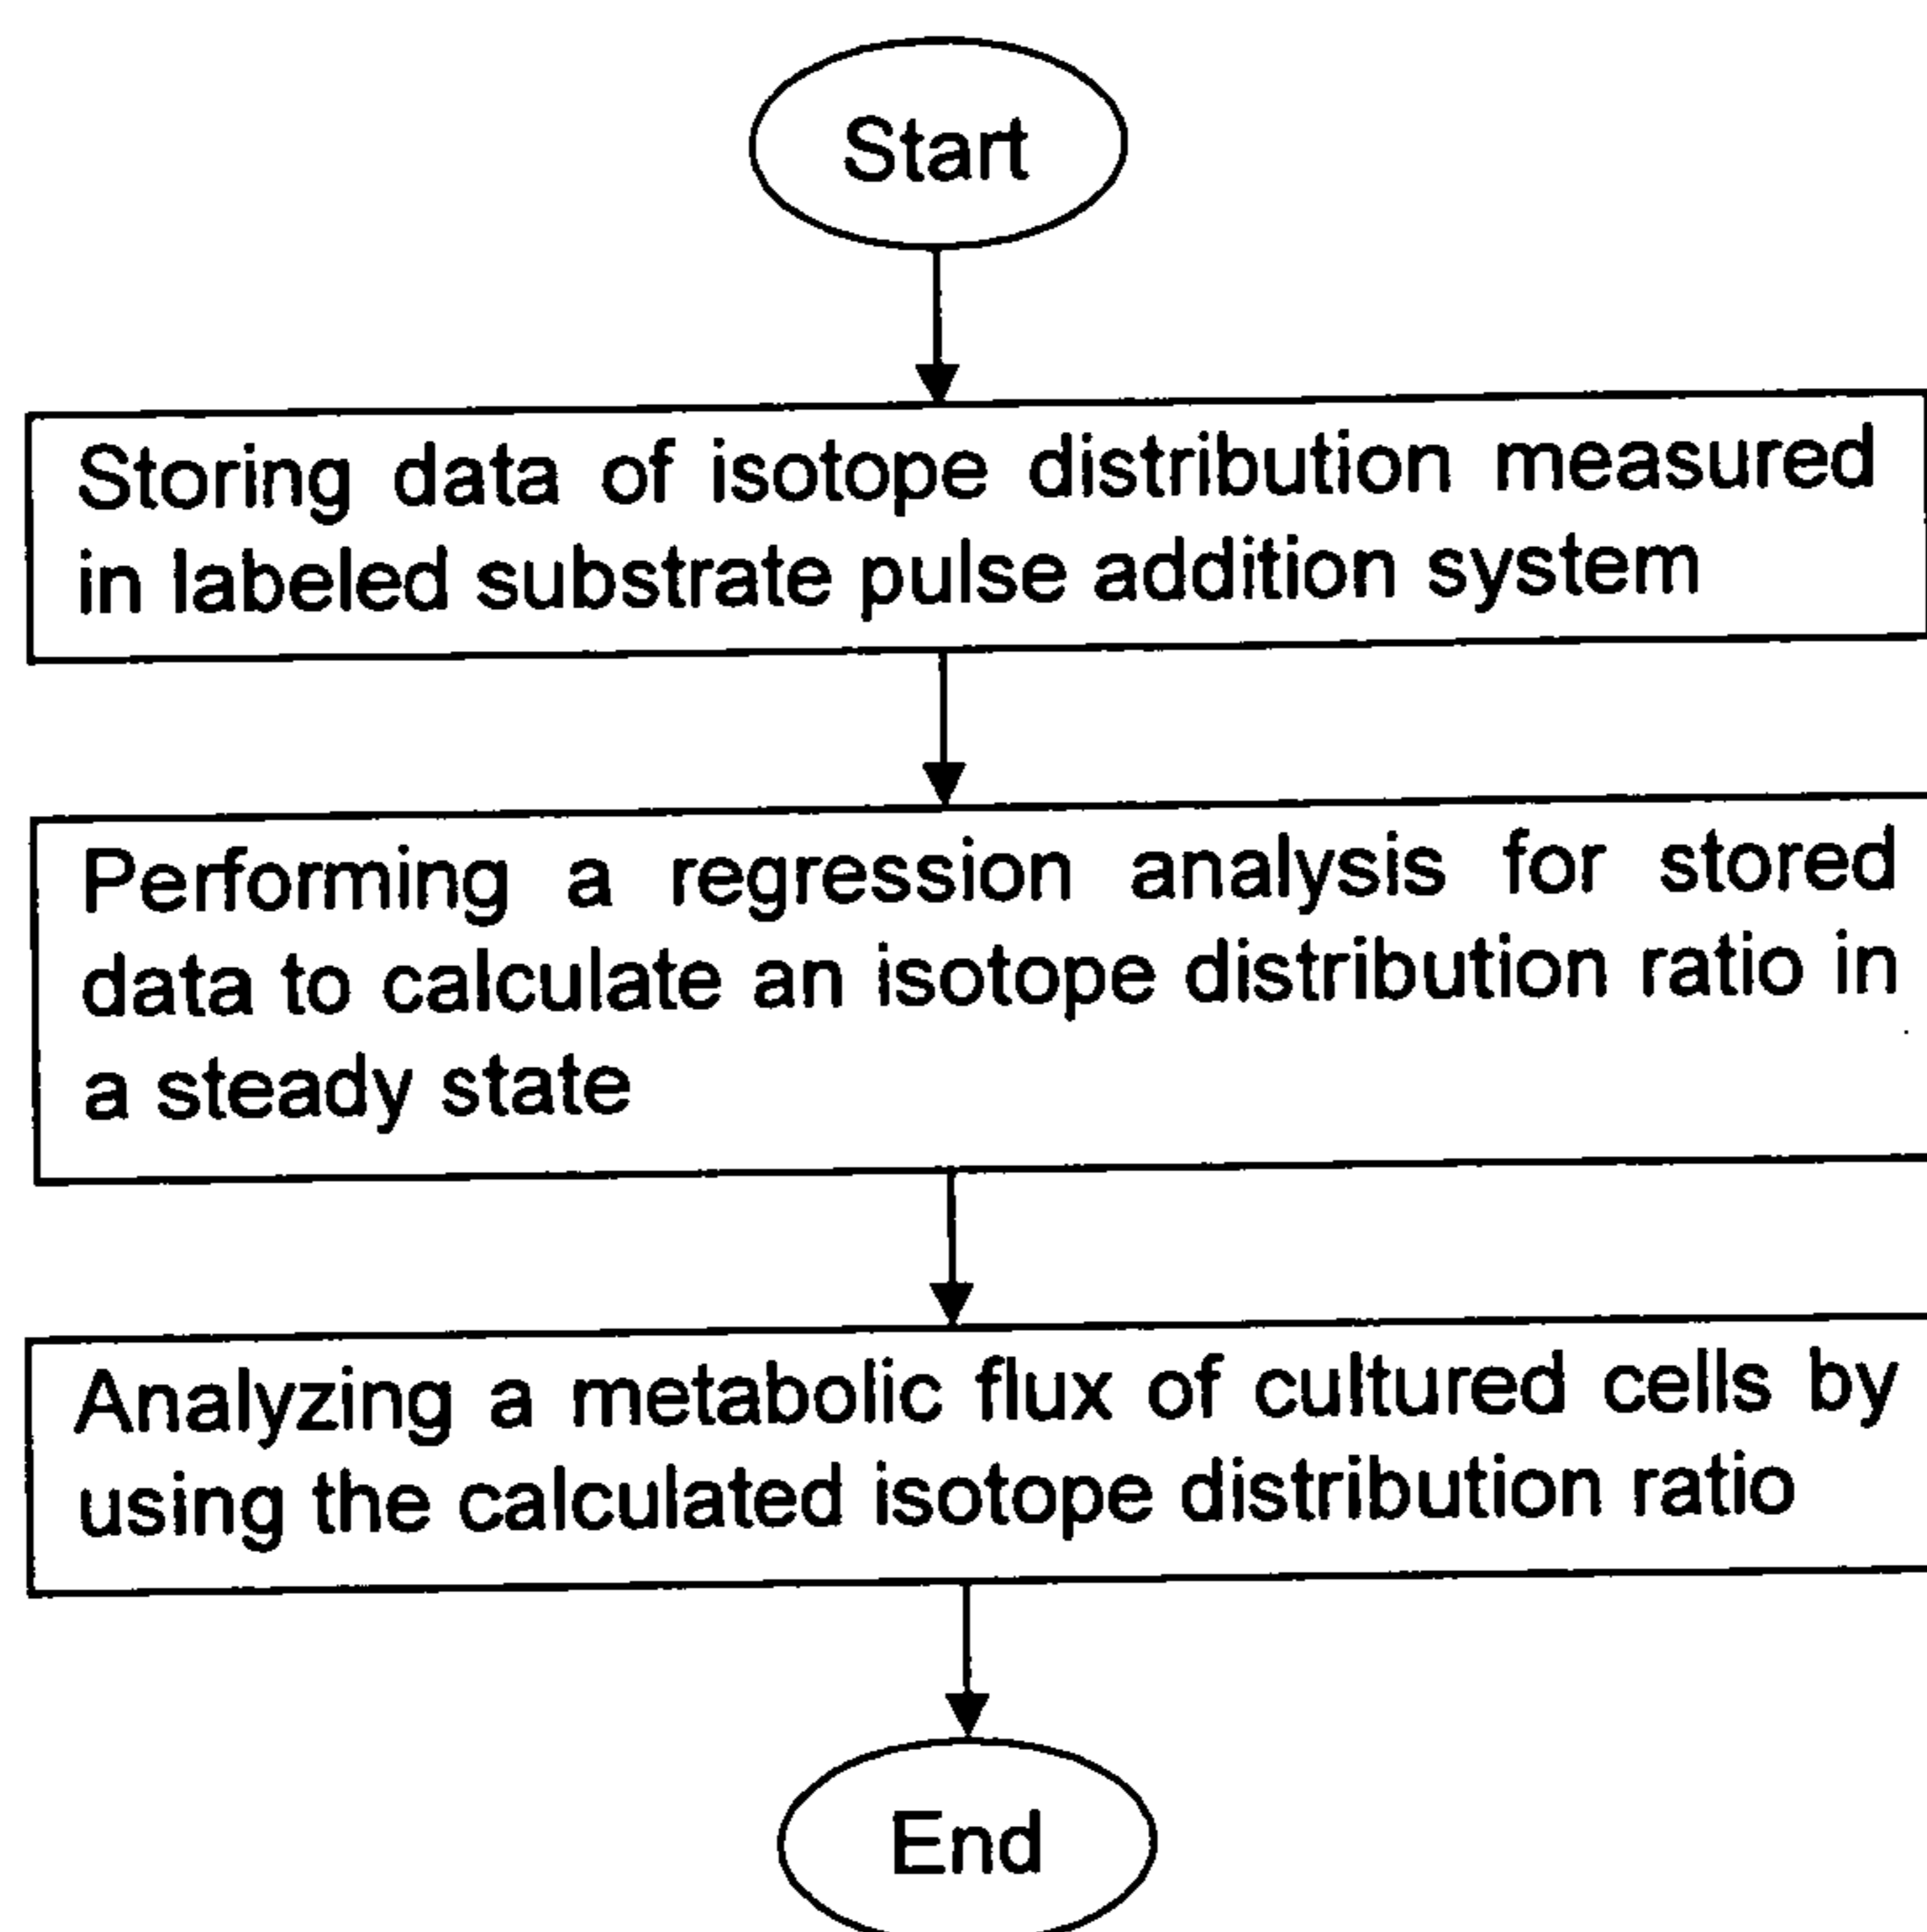 Start
Storing data of isotope distribution measured
in labeled substrate pulse addition system
Performing a regression analysis for stored
data to calculate an isotope distribution ratio in
a steady state
Analyzing a metabolic flux of cultured cells by
using the calculated isotope distribution ratio
End